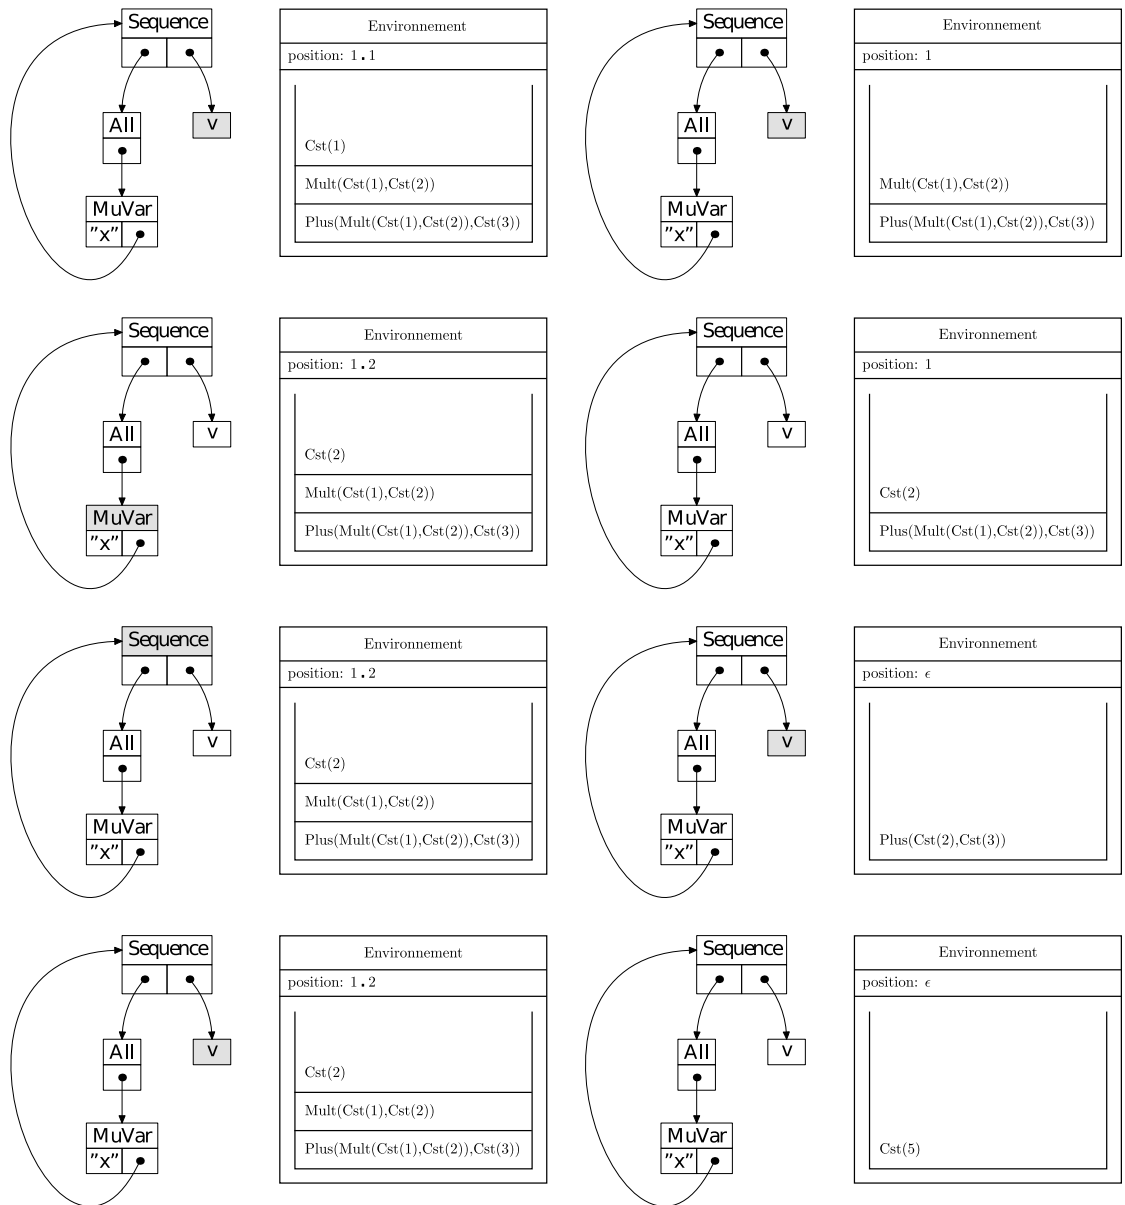 Sequence
All
v
MuVar
"x"
Environnement
position: 1.1
Cst(1)
Mult(Cst(1),Cst(2))
Plus(Mult(Cst(1),Cst(2)),Cst(3))
Sequence
All
v
MuVar
"x"
Environnement
position: 1
Mult(Cst(1),Cst(2))
Plus(Mult(Cst(1),Cst(2)),Cst(3))
Sequence
All
v
MuVar
"x"
Environnement
position: 1.2
Cst(2)
Mult(Cst(1),Cst(2))
Plus(Mult(Cst(1),Cst(2)),Cst(3))
Sequence
All
v
MuVar
"x"
Environnement
position: 1
Cst(2)
Plus(Mult(Cst(1),Cst(2)),Cst(3))
Sequence
All
v
MuVar
"x"
Environnement
position: 1.2
Cst(2)
Mult(Cst(1),Cst(2))
Plus(Mult(Cst(1),Cst(2)),Cst(3))
Sequence
All
v
MuVar
"x"
Environnement
position: ϵ
Plus(Cst(2),Cst(3))
Sequence
All
v
MuVar
"x"
Environnement
position: 1.2
Cst(2)
Mult(Cst(1),Cst(2))
Plus(Mult(Cst(1),Cst(2)),Cst(3))
Sequence
All
v
MuVar
"x"
Environnement
position: ϵ
Cst(5)